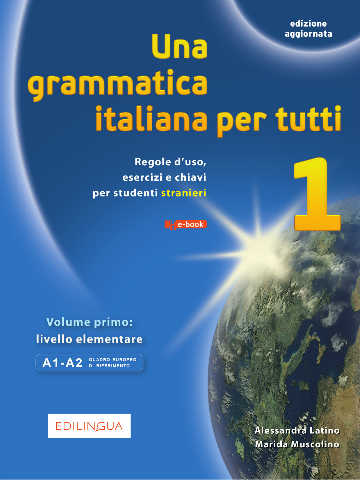 edizione
aggiornata
Una
grammatica
italiana per tutti
1
Regole d'uso,
esercizi e chiavi
per studenti stranieri
e-book
Volume primo:
livello elementare
A1-A2 QUADRO EUROPEO
DI RIFERIMENTO
EDILINGUA
Alessandra Latino
Marida Muscolino